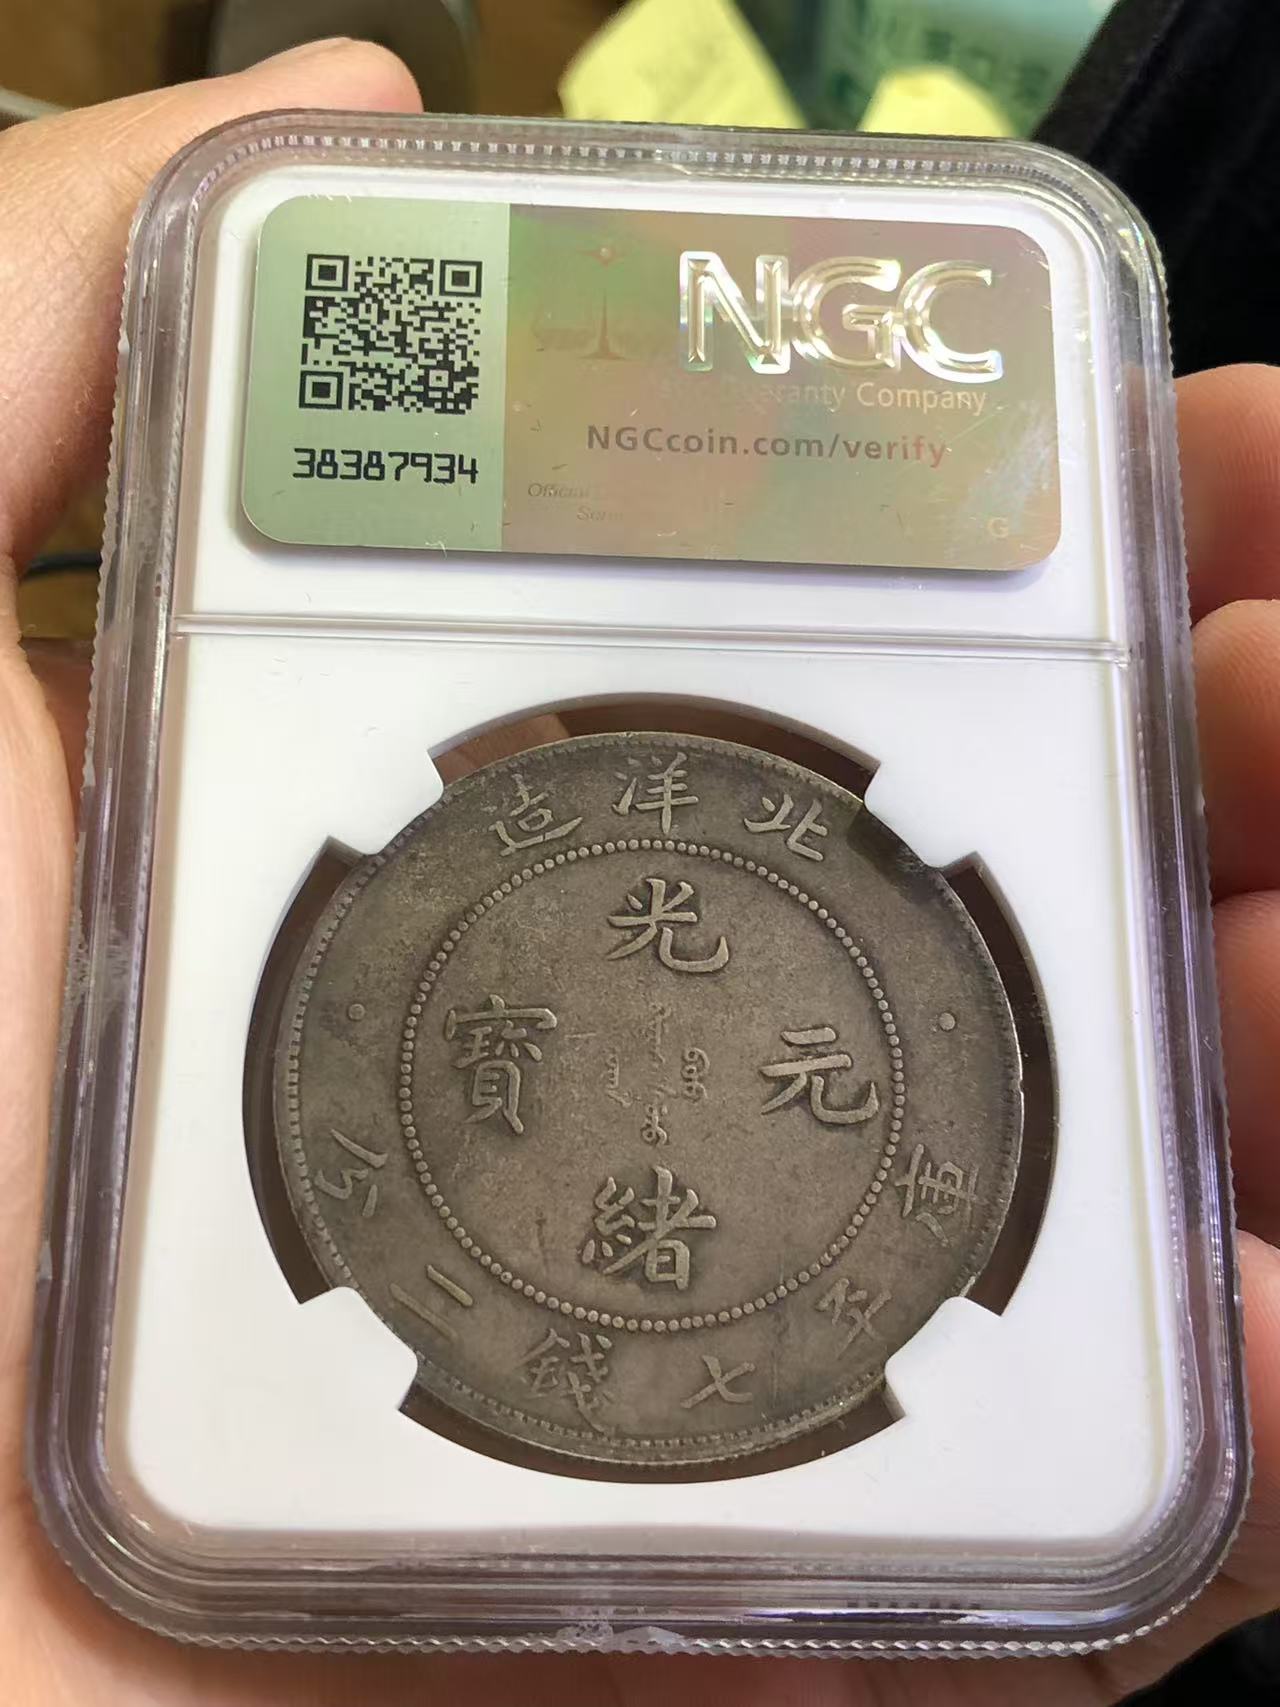 NGC
Guaranty Company
NGCcoin.com/verify
38387934
Official
G
造洋北
光
寶 元
緒
庫平七錢二分